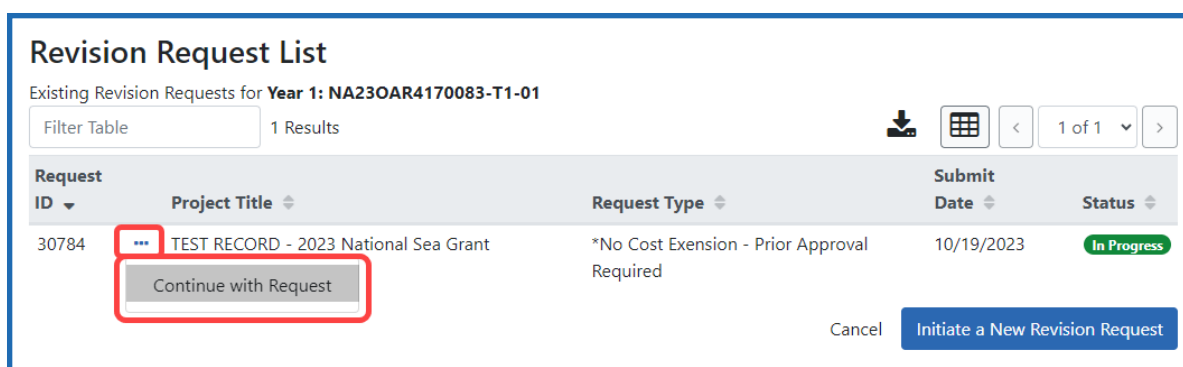 Revision Request List
Existing Revision Requests for Year 1: NA23OAR4170083-T1-01
Filter Table 1 Results 1 of 1
Request
ID Project Title Request Type Submit
Date Status
30784 TEST RECORD - 2023 National Sea Grant *No Cost Exension - Prior Approval
Required 10/19/2023 In Progress
Continue with Request
Cancel Initiate a New Revision Request